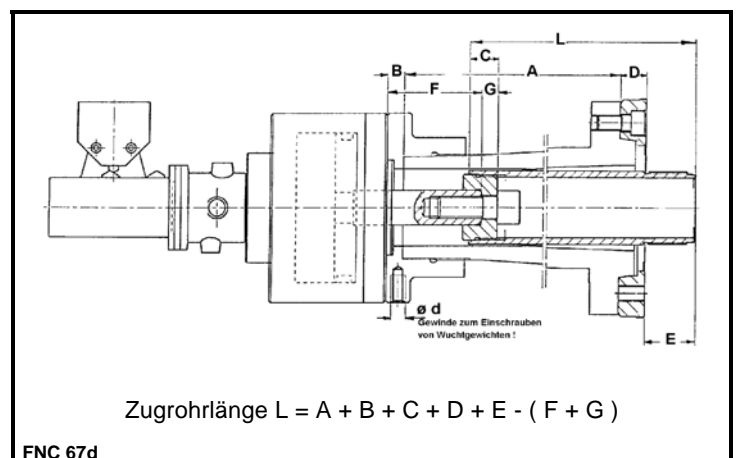 L
C
B
A
D
F
G
ø d
Gewinde zum Einschrauben
von Wuchtgewichten !
E
Zugrohrlänge L = A + B + C + D + E - ( F + G )
FNC 67d